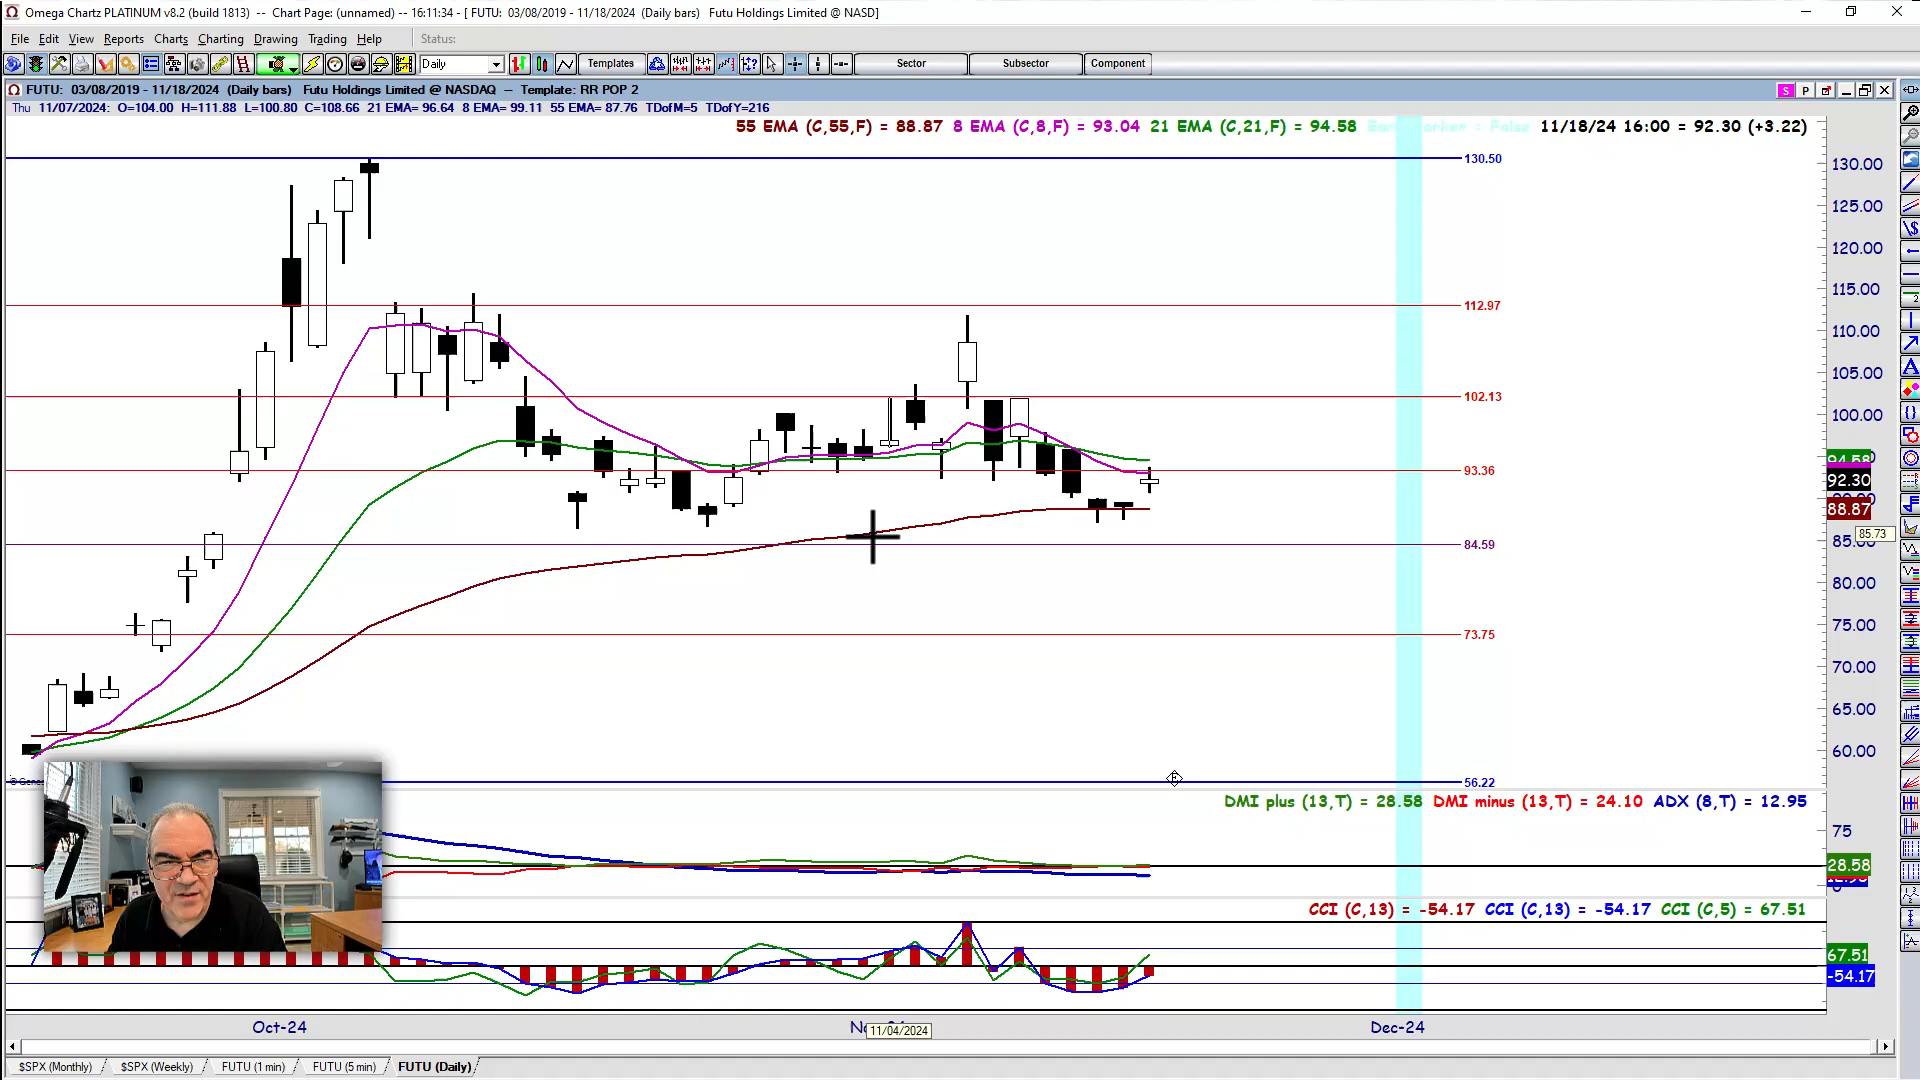 Omega Chartz PLATINUM v8.2 (build 1813) -- Chart Page: (unnamed) -- 16:11:34 - [ FUTU: 03/08/2019 - 11/18/2024 (Daily bars) Futu Holdings Limited @ NASD]
File Edit View Reports Charts Charting Drawing Trading Help Status:
Daily Templates Sector Subsector Component
FUTU: 03/08/2019 - 11/18/2024 (Daily bars) Futu Holdings Limited @ NASDAQ — Template: RR POP 2
S P
Thu 11/07/2024: O=104.00 H=111.88 L=100.80 C=108.66 21 EMA= 96.64 8 EMA= 99.11 55 EMA= 87.76 TDofM=5 TDofY=216
55 EMA (C,55,F) = 88.87 8 EMA (C,8,F) = 93.04 21 EMA (C,21,F) = 94.58 11/18/24 16:00 = 92.30 (+3.22)
130.50
130.00
125.00
120.00
115.00
112.97
110.00
105.00
102.13
100.00
94.58
93.36
92.30
88.87
85.73
84.59
80.00
75.00
73.75
70.00
65.00
60.00
56.22
DMI plus (13,T) = 28.58 DMI minus (13,T) = 24.10 ADX (8,T) = 12.95
75
28.58
CCI (C,13) = -54.17 CCI (C,13) = -54.17 CCI (C,5) = 67.51
67.51
-54.17
Oct-24 11/04/2024 Dec-24
$SPX (Monthly) $SPX (Weekly) FUTU (1 min) FUTU (5 min) FUTU (Daily)